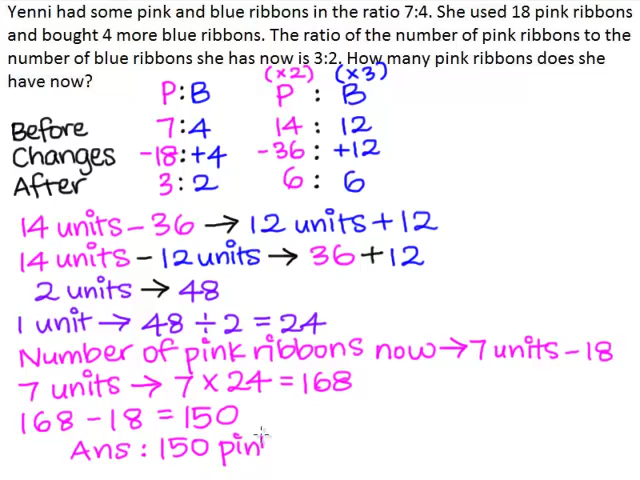 Yenni had some pink and blue ribbons in the ratio 7:4. She used 18 pink ribbons
and bought 4 more blue ribbons. The ratio of the number of pink ribbons to the
number of blue ribbons she has now is 3:2. How many pink ribbons does she
have now?
(×2) (×3)
P:B P : B
Before 7:4 14 : 12
Changes -18:+4 -36 : +12
After 3:2 6 : 6
14 units - 36 → 12 units + 12
14 units - 12 units → 36 + 12
2 units → 48
1 unit → 48 ÷ 2 = 24
Number of pink ribbons now → 7 units - 18
7 units → 7 × 24 = 168
168 - 18 = 150
Ans : 150 pin